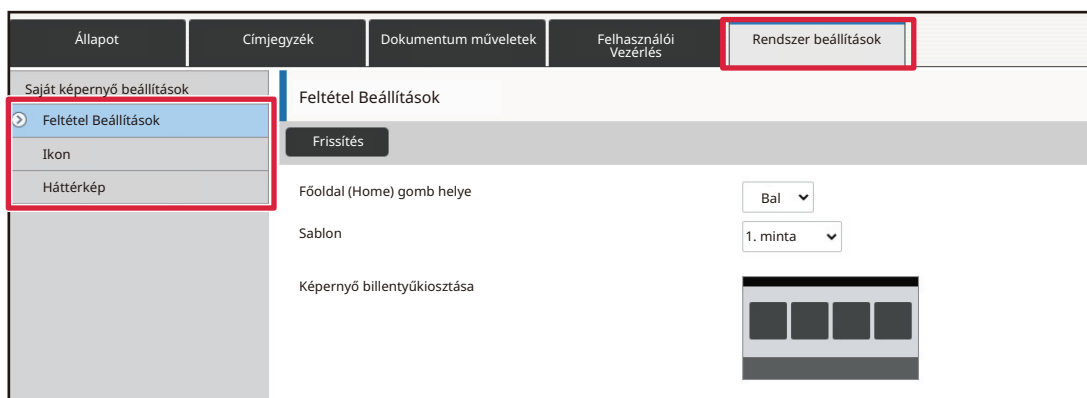 Állapot
Címjegyzék
Dokumentum műveletek
Felhasználói
Vezérlés
Rendszer beállítások
Saját képernyő beállítások
Feltétel Beállítások
Ikon
Háttérkép
Feltétel Beállítások
Frissítés
Főoldal (Home) gomb helye
Bal
Sablon
1. minta
Képernyő billentyűkiosztása